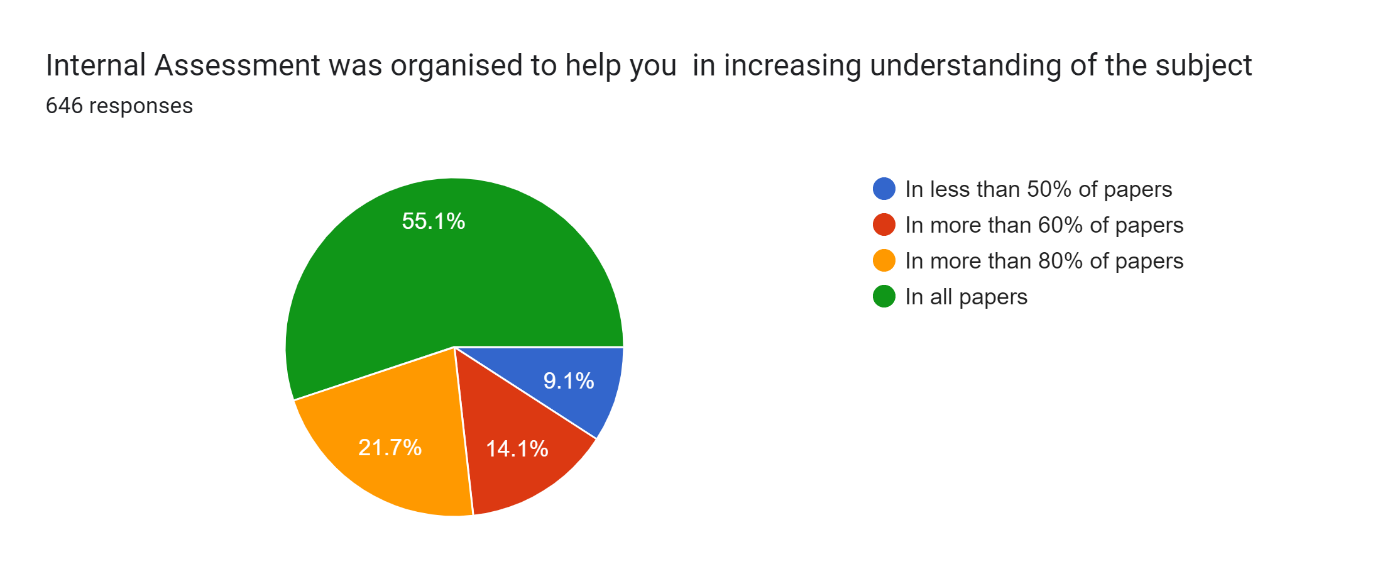 Internal Assessment was organised to help you  in increasing understanding of the subject
646 responses
55.1%
9.1%
21.7%
14.1%
In less than 50% of papers
In more than 60% of papers
In more than 80% of papers
In all papers